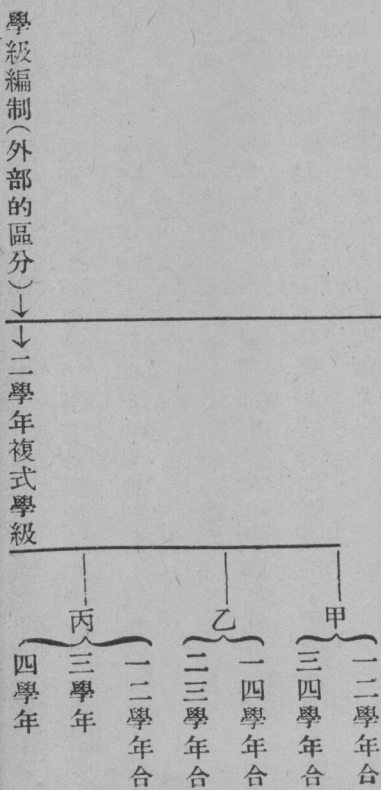 學級編制(外部的區分)
二學年複式學級
甲
一二學年合
三四學年合
乙
一四學年合
二三學年合
丙
一二學年合
三學年
四學年